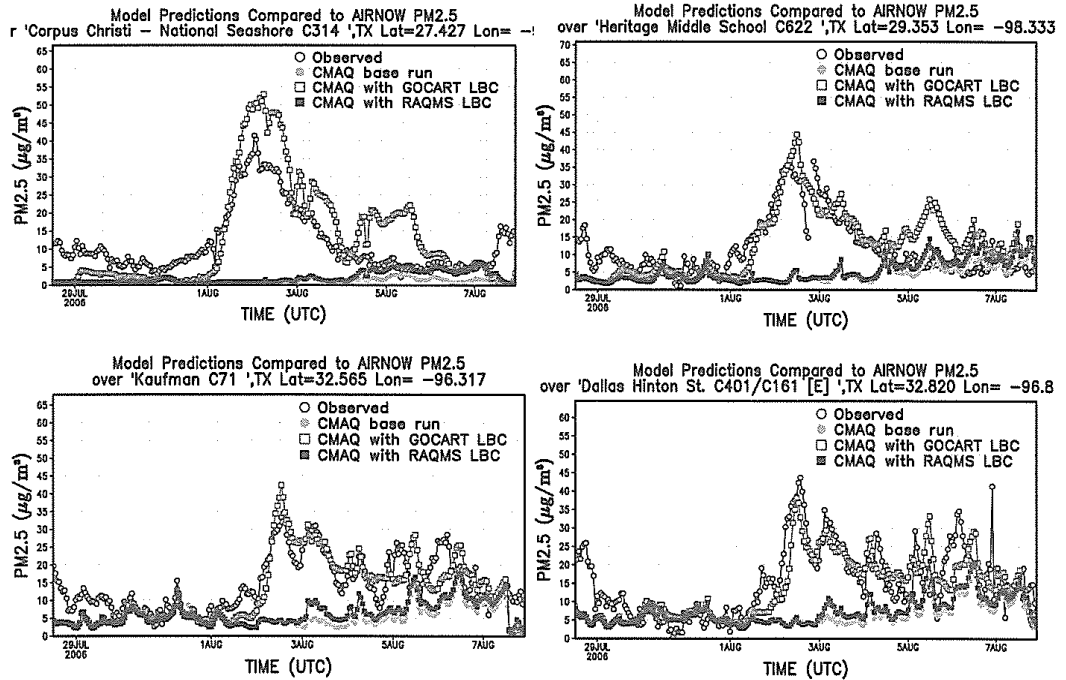 Model Predictions Compared to AIRNOW PM2.5
r 'Corpus Christi – National Seashore C314 ',TX Lat=27.427 Lon= –
Observed
CMAQ base run
CMAQ with GOCART LBC
CMAQ with RAQMS LBC
PM2.5 (μg/m³)
65
60
55
50
45
40
35
30
25
20
15
10
5
0
29JUL
2006
1AUG
3AUG
5AUG
7AUG
TIME (UTC)
Model Predictions Compared to AIRNOW PM2.5
over 'Heritage Middle School C622 ',TX Lat=29.353 Lon= –98.333
Observed
CMAQ base run
CMAQ with GOCART LBC
CMAQ with RAQMS LBC
PM2.5 (μg/m³)
70
65
60
55
50
45
40
35
30
25
20
15
10
5
0
29JUL
2006
1AUG
3AUG
5AUG
7AUG
TIME (UTC)
Model Predictions Compared to AIRNOW PM2.5
over 'Kaufman C71 ',TX Lat=32.565 Lon= –96.317
Observed
CMAQ base run
CMAQ with GOCART LBC
CMAQ with RAQMS LBC
PM2.5 (μg/m³)
65
60
55
50
45
40
35
30
25
20
15
10
5
0
29JUL
2006
1AUG
3AUG
5AUG
7AUG
TIME (UTC)
Model Predictions Compared to AIRNOW PM2.5
over 'Dallas Hinton St. C401/C161 [E] ',TX Lat=32.820 Lon= –96.8
Observed
CMAQ base run
CMAQ with GOCART LBC
CMAQ with RAQMS LBC
PM2.5 (μg/m³)
60
55
50
45
40
35
30
25
20
15
10
5
0
29JUL
2006
1AUG
3AUG
5AUG
7AUG
TIME (UTC)